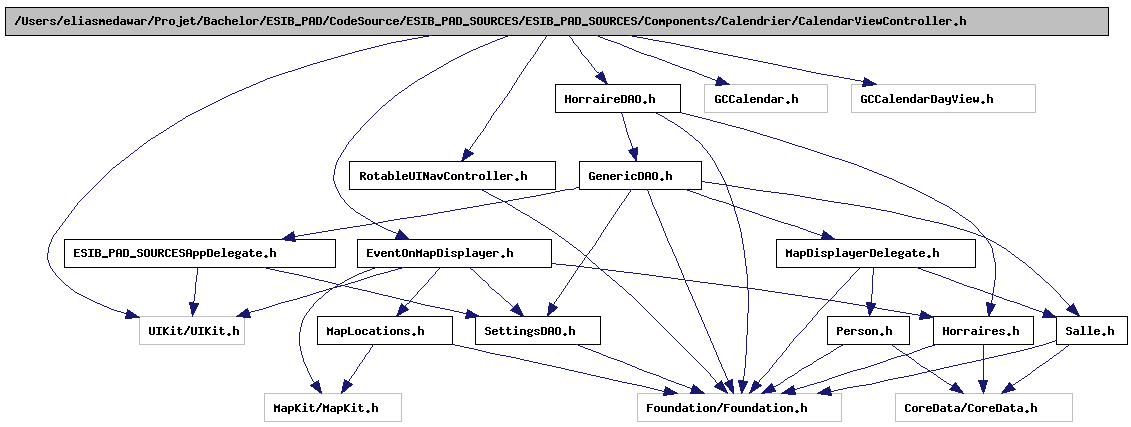 /Users/eliasmedawar/Projet/Bachelor/ESIB_PAD/CodeSource/ESIB_PAD_SOURCES/ESIB_PAD_SOURCES/Components/Calendrier/CalendarViewController.h
HorraireDAO.h
GCCalendar.h
GCCalendarDayView.h
RotableUINavController.h
GenericDAO.h
ESIB_PAD_SOURCESAppDelegate.h
EventOnMapDisplayer.h
MapDisplayerDelegate.h
UIKit/UIKit.h
MapLocations.h
SettingsDAO.h
Person.h
Horraires.h
Salle.h
MapKit/MapKit.h
Foundation/Foundation.h
CoreData/CoreData.h